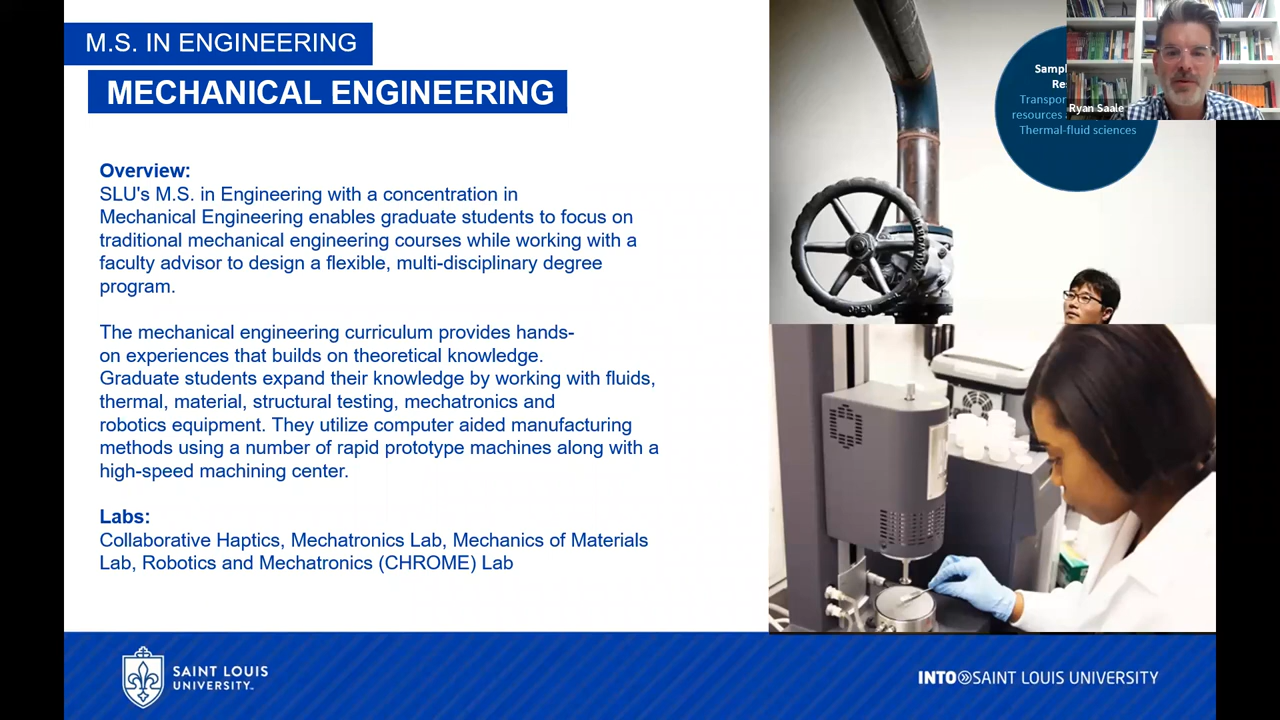 M.S. IN ENGINEERING
MECHANICAL ENGINEERING
Overview:
SLU's M.S. in Engineering with a concentration in
Mechanical Engineering enables graduate students to focus on
traditional mechanical engineering courses while working with a
faculty advisor to design a flexible, multi-disciplinary degree
program.
The mechanical engineering curriculum provides hands-
on experiences that builds on theoretical knowledge.
Graduate students expand their knowledge by working with fluids,
thermal, material, structural testing, mechatronics and
robotics equipment. They utilize computer aided manufacturing
methods using a number of rapid prototype machines along with a
high-speed machining center.
Labs:
Collaborative Haptics, Mechatronics Lab, Mechanics of Materials
Lab, Robotics and Mechatronics (CHROME) Lab
resources
Thermal-fluid sciences
Ryan Saale
WALWORTH
OPEN
SAINT LOUIS
UNIVERSITY™
INTO SAINT LOUIS UNIVERSITY